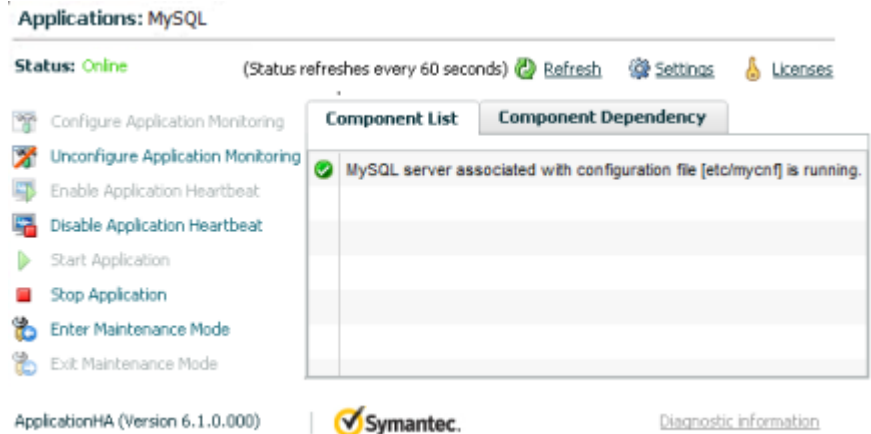 Applications: MySQL
Status: Online (Status refreshes every 60 seconds) Refresh Settings Licenses
Configure Application Monitoring
Unconfigure Application Monitoring
Enable Application Heartbeat
Disable Application Heartbeat
Start Application
Stop Application
Enter Maintenance Mode
Exit Maintenance Mode
Component List Component Dependency
MySQL server associated with configuration file [etc/mycnf] is running.
ApplicationHA (Version 6.1.0.000) Symantec. Diagnostic information